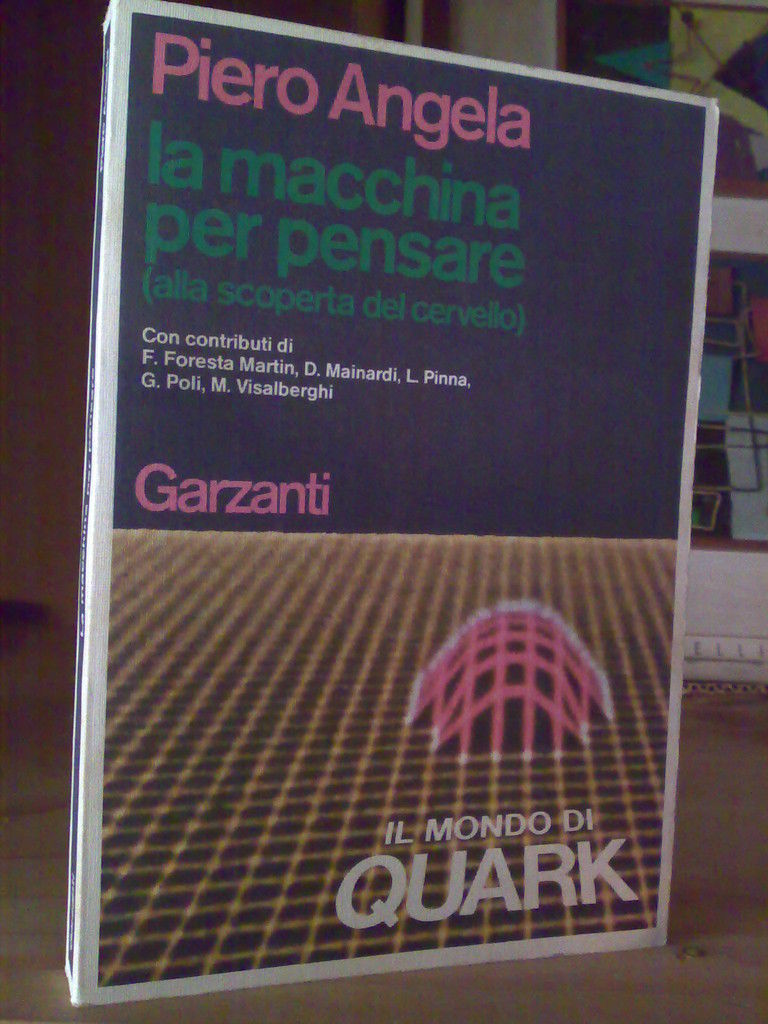 Piero Angela
la macchina
per pensare
(alla scoperta del cervello)
Con contributi di
F. Foresta Martin, D. Mainardi, L. Pinna,
G. Poli, M. Visalberghi
Garzanti
IL MONDO DI
QUARK
ELLI